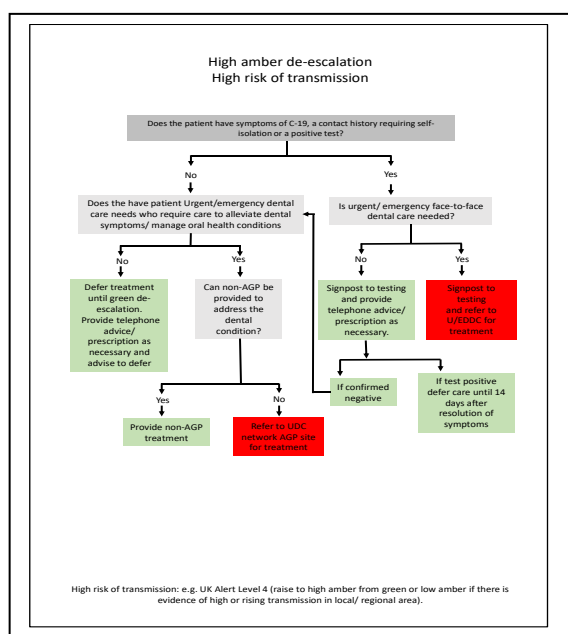 High amber de-escalation
High risk of transmission
Does the patient have symptoms of C-19, a contact history requiring self-
isolation or a positive test?
No
Yes
Does the have patient Urgent/emergency dental
care needs who require care to alleviate dental
symptoms/ manage oral health conditions
Is urgent/ emergency face-to-face
dental care needed?
No
Yes
No
Yes
Defer treatment
until green de-
escalation.
Provide telephone
advice/
prescription as
necessary and
advise to defer
Can non-AGP be
provided to
address the
dental
condition?
Signpost to testing
and provide
telephone advice/
prescription as
necessary.
Signpost to
testing
and refer to
U/EDDC for
treatment
Yes
No
If confirmed
negative
If test positive
defer care until 14
days after
resolution of
symptoms
Provide non-AGP
treatment
Refer to UDC
network AGP site
for treatment
High risk of transmission: e.g. UK Alert Level 4 (raise to high amber from green or low amber if there is
evidence of high or rising transmission in local/ regional area).